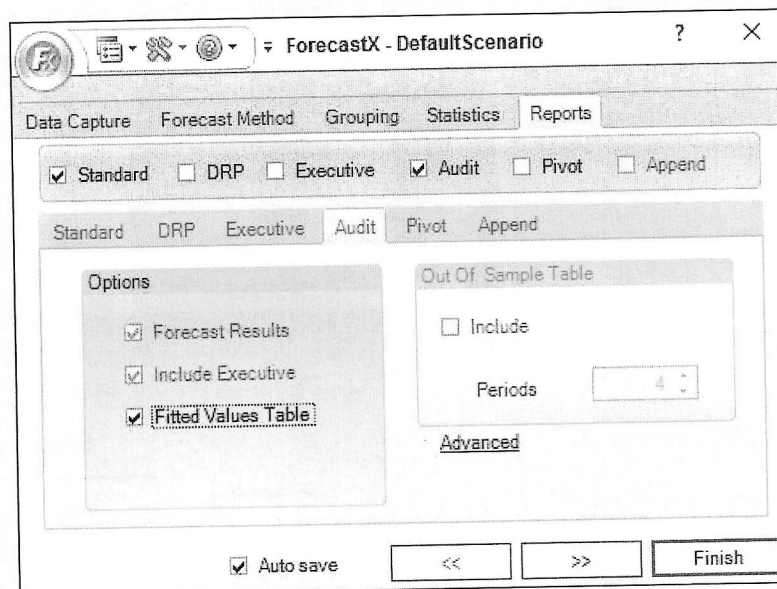 FX
ForecastX - DefaultScenario ? ×
Data Capture Forecast Method Grouping Statistics Reports
Standard DRP Executive Audit Pivot Append
Standard DRP Executive Audit Pivot Append
Options
Forecast Results
Include Executive
Fitted Values Table
Out Of Sample Table
Include
Periods 4
Advanced
Auto save << >> Finish